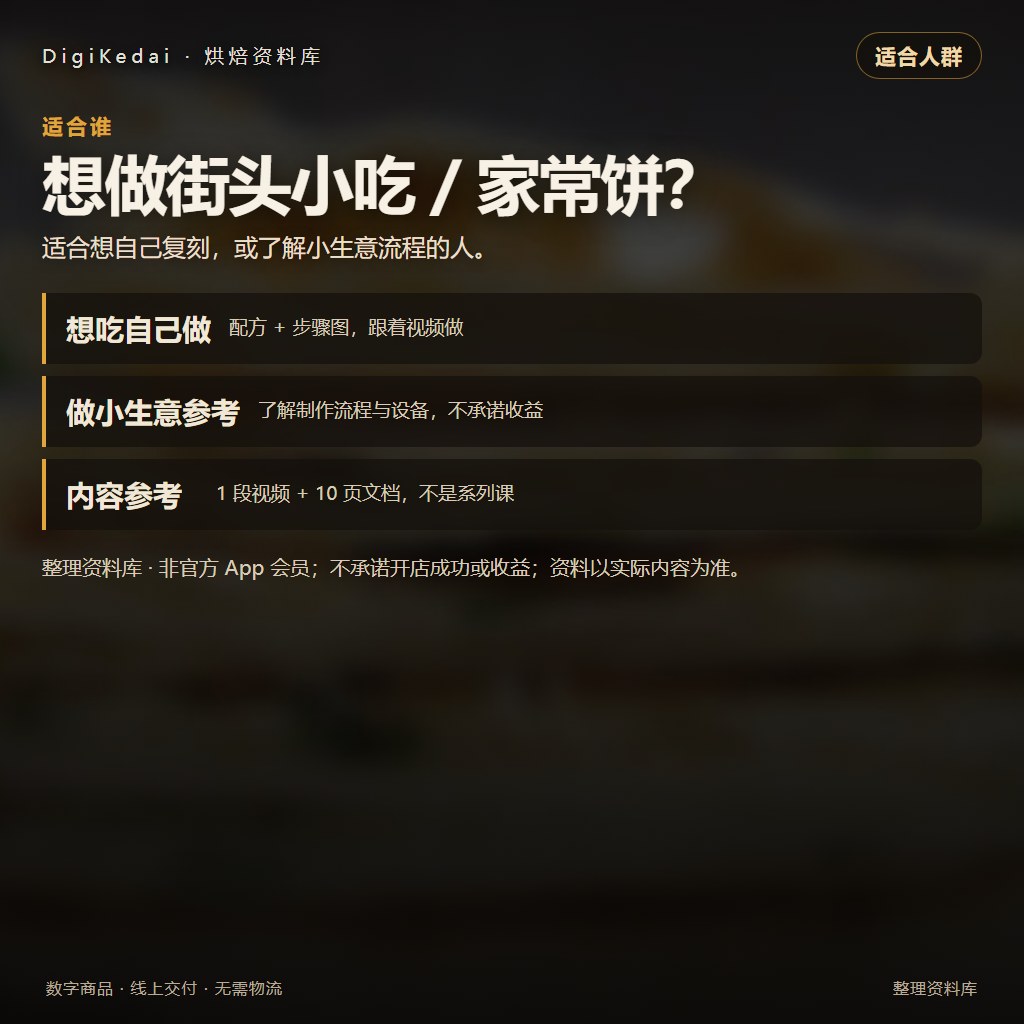 DigiKedai · 烘焙资料库
适合人群
适合谁
想做街头小吃 / 家常饼？
适合想自己复刻，或了解小生意流程的人。
想吃自己做 配方 + 步骤图，跟着视频做
做小生意参考 了解制作流程与设备，不承诺收益
内容参考 1 段视频 + 10 页文档，不是系列课
整理资料库 · 非官方 App 会员；不承诺开店成功或收益；资料以实际内容为准。
数字商品 · 线上交付 · 无需物流
整理资料库